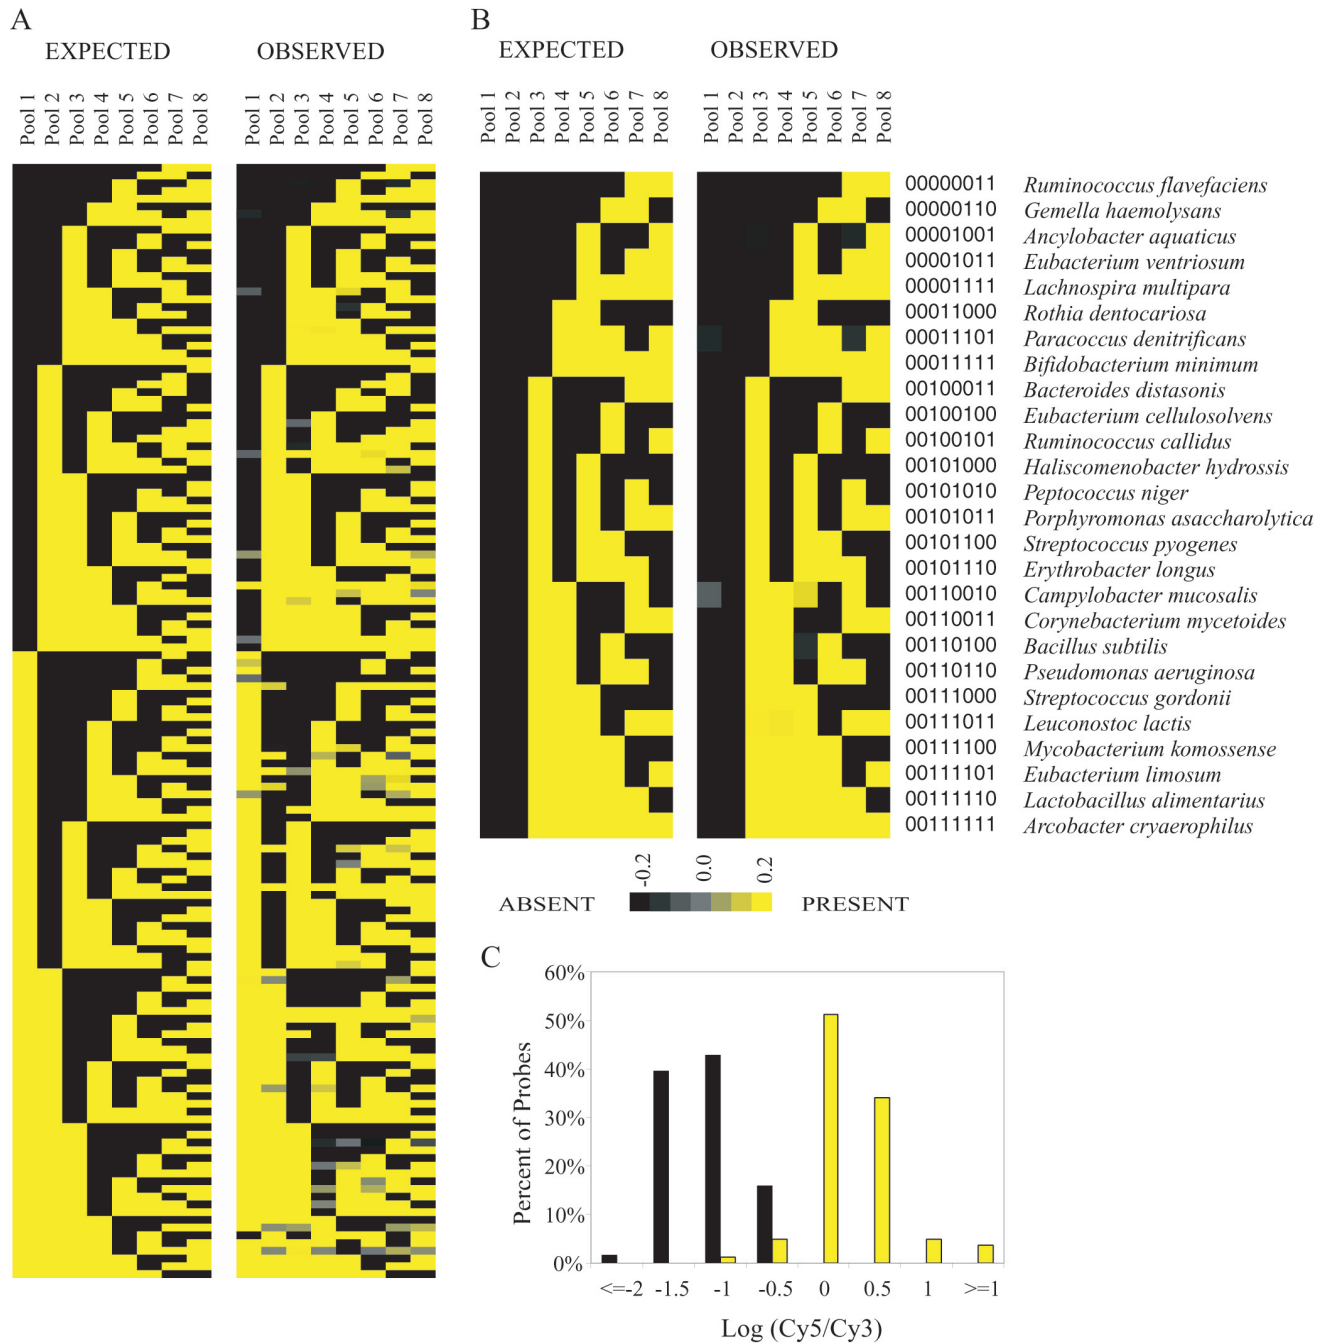 A
EXPECTED OBSERVED
Pool 1 Pool 2 Pool 3 Pool 4 Pool 5 Pool 6 Pool 7 Pool 8 Pool 1 Pool 2 Pool 3 Pool 4 Pool 5 Pool 6 Pool 7 Pool 8
B
EXPECTED OBSERVED
Pool 1 Pool 2 Pool 3 Pool 4 Pool 5 Pool 6 Pool 7 Pool 8 Pool 1 Pool 2 Pool 3 Pool 4 Pool 5 Pool 6 Pool 7 Pool 8
00000011 Ruminococcus flavefaciens
00000110 Gemella haemolysans
00001001 Ancylobacter aquaticus
00001011 Eubacterium ventriosum
00001111 Lachnospira multipara
00011000 Rothia dentocariosa
00011101 Paracoccus denitrificans
00011111 Bifidobacterium minimum
00100011 Bacteroides distasonis
00100100 Eubacterium cellulosolvens
00100101 Ruminococcus callidus
00101000 Haliscomenobacter hydrossis
00101010 Peptococcus niger
00101011 Porphyromonas asaccharolytica
00101100 Streptococcus pyogenes
00101110 Erythrobacter longus
00110010 Campylobacter mucosalis
00110011 Corynebacterium mycetoides
00110100 Bacillus subtilis
00110110 Pseudomonas aeruginosa
00111000 Streptococcus gordonii
00111011 Leuconostoc lactis
00111100 Mycobacterium komossense
00111101 Eubacterium limosum
00111110 Lactobacillus alimentarius
00111111 Arcobacter cryaerophilus
-0.2 0.0 0.2
ABSENT PRESENT
C
60%
50%
40%
30%
20%
10%
0%
Percent of Probes
<=-2 -1.5 -1 -0.5 0 0.5 1 >=1
Log (Cy5/Cy3)